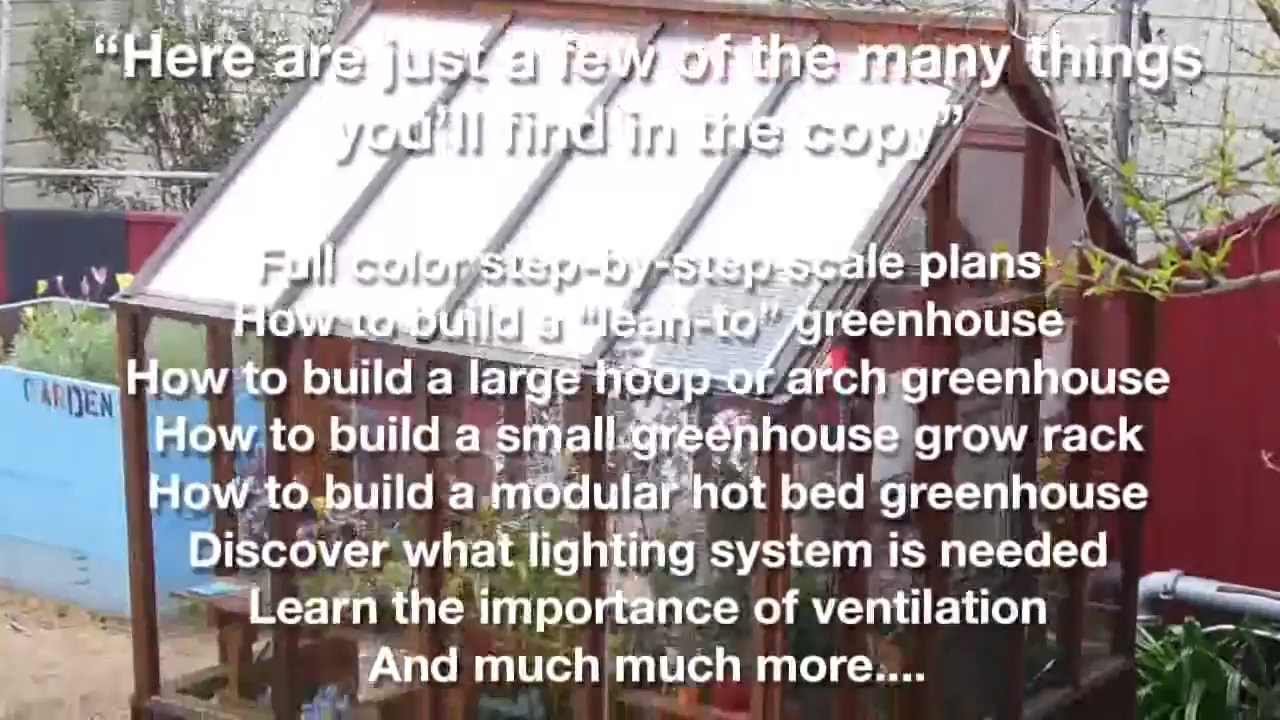 “Here are just a few of the many things
you'll find in the copy”
Full color step-by-step scale plans
How to build a "lean-to" greenhouse
How to build a large hoop or arch greenhouse
How to build a small greenhouse grow rack
How to build a modular hot bed greenhouse
Discover what lighting system is needed
Learn the importance of ventilation
And much much more....
GARDEN